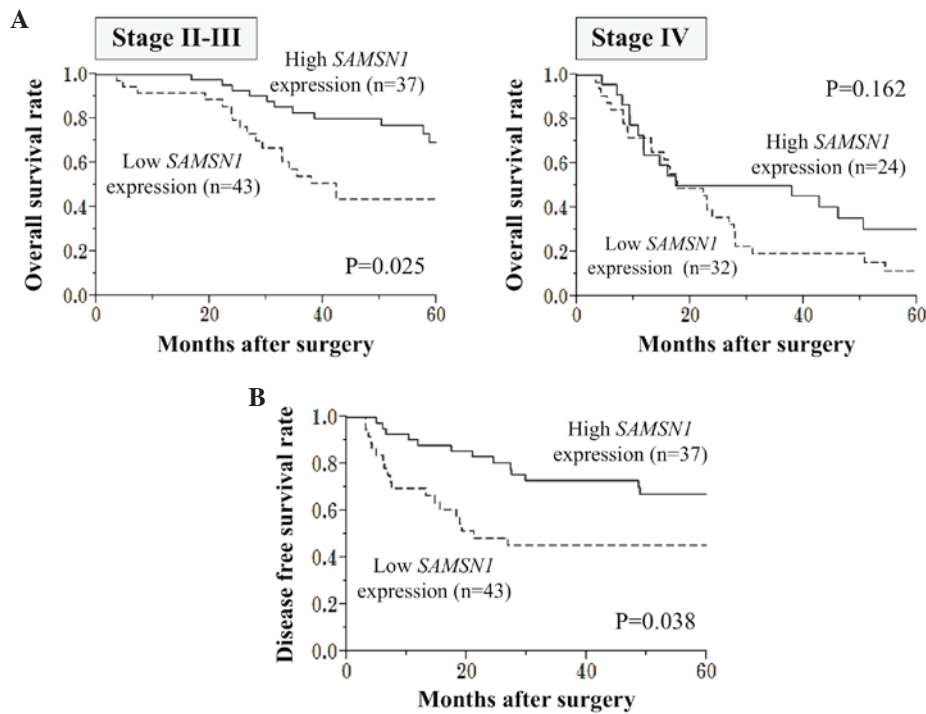 A
Stage II-III
High SAMSN1
expression (n=37)
Low SAMSN1
expression (n=43)
P=0.025
Overall survival rate
1.0
0.8
0.6
0.4
0.2
0.0
0
20
40
60
Months after surgery
Stage IV
P=0.162
High SAMSN1
expression (n=24)
Low SAMSN1
expression (n=32)
Overall survival rate
1.0
0.8
0.6
0.4
0.2
0.0
0
20
40
60
Months after surgery
B
High SAMSN1
expression (n=37)
Low SAMSN1
expression (n=43)
P=0.038
Disease free survival rate
1.0
0.8
0.6
0.4
0.2
0.0
0
20
40
60
Months after surgery